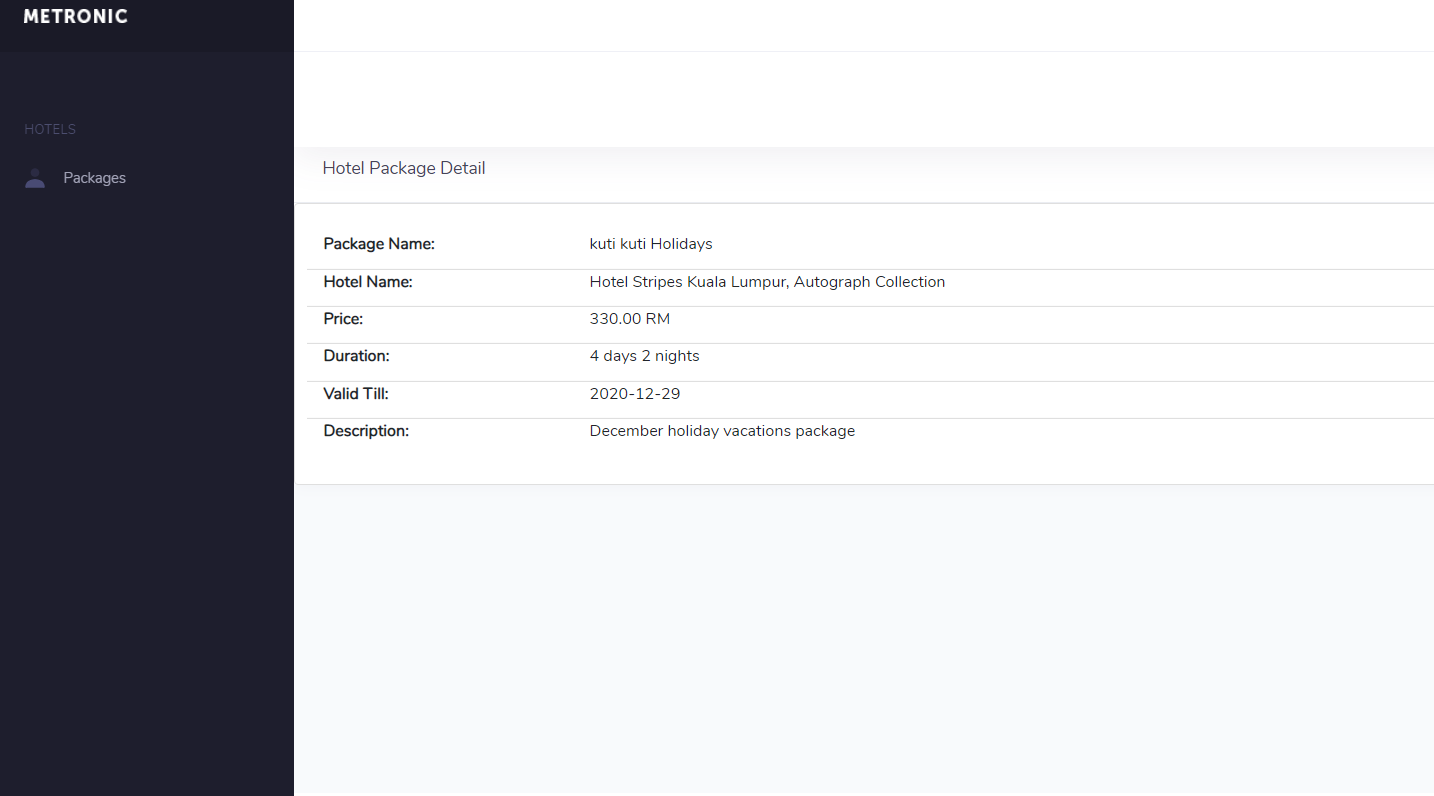 METRONIC
HOTELS
Packages
Hotel Package Detail
Package Name: kuti kuti Holidays
Hotel Name: Hotel Stripes Kuala Lumpur, Autograph Collection
Price: 330.00 RM
Duration: 4 days 2 nights
Valid Till: 2020-12-29
Description: December holiday vacations package